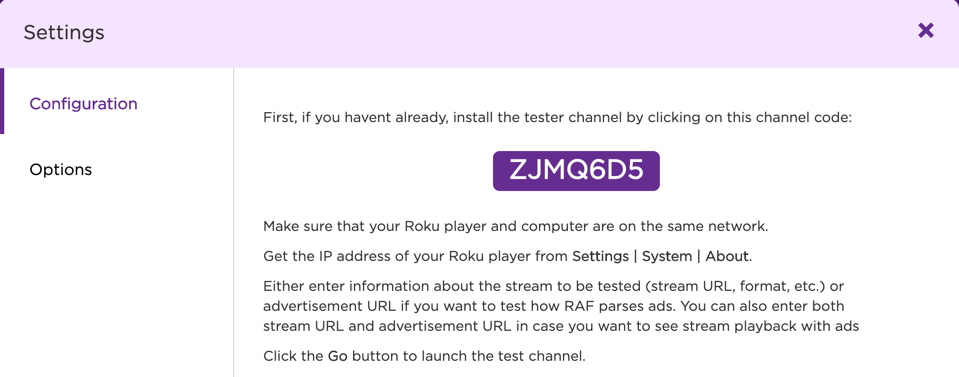 Settings
Configuration
Options
First, if you havent already, install the tester channel by clicking on this channel code:
ZJMQ6D5
Make sure that your Roku player and computer are on the same network.
Get the IP address of your Roku player from Settings | System | About.
Either enter information about the stream to be tested (stream URL, format, etc.) or
advertisement URL if you want to test how RAF parses ads. You can also enter both
stream URL and advertisement URL in case you want to see stream playback with ads
Click the Go button to launch the test channel.